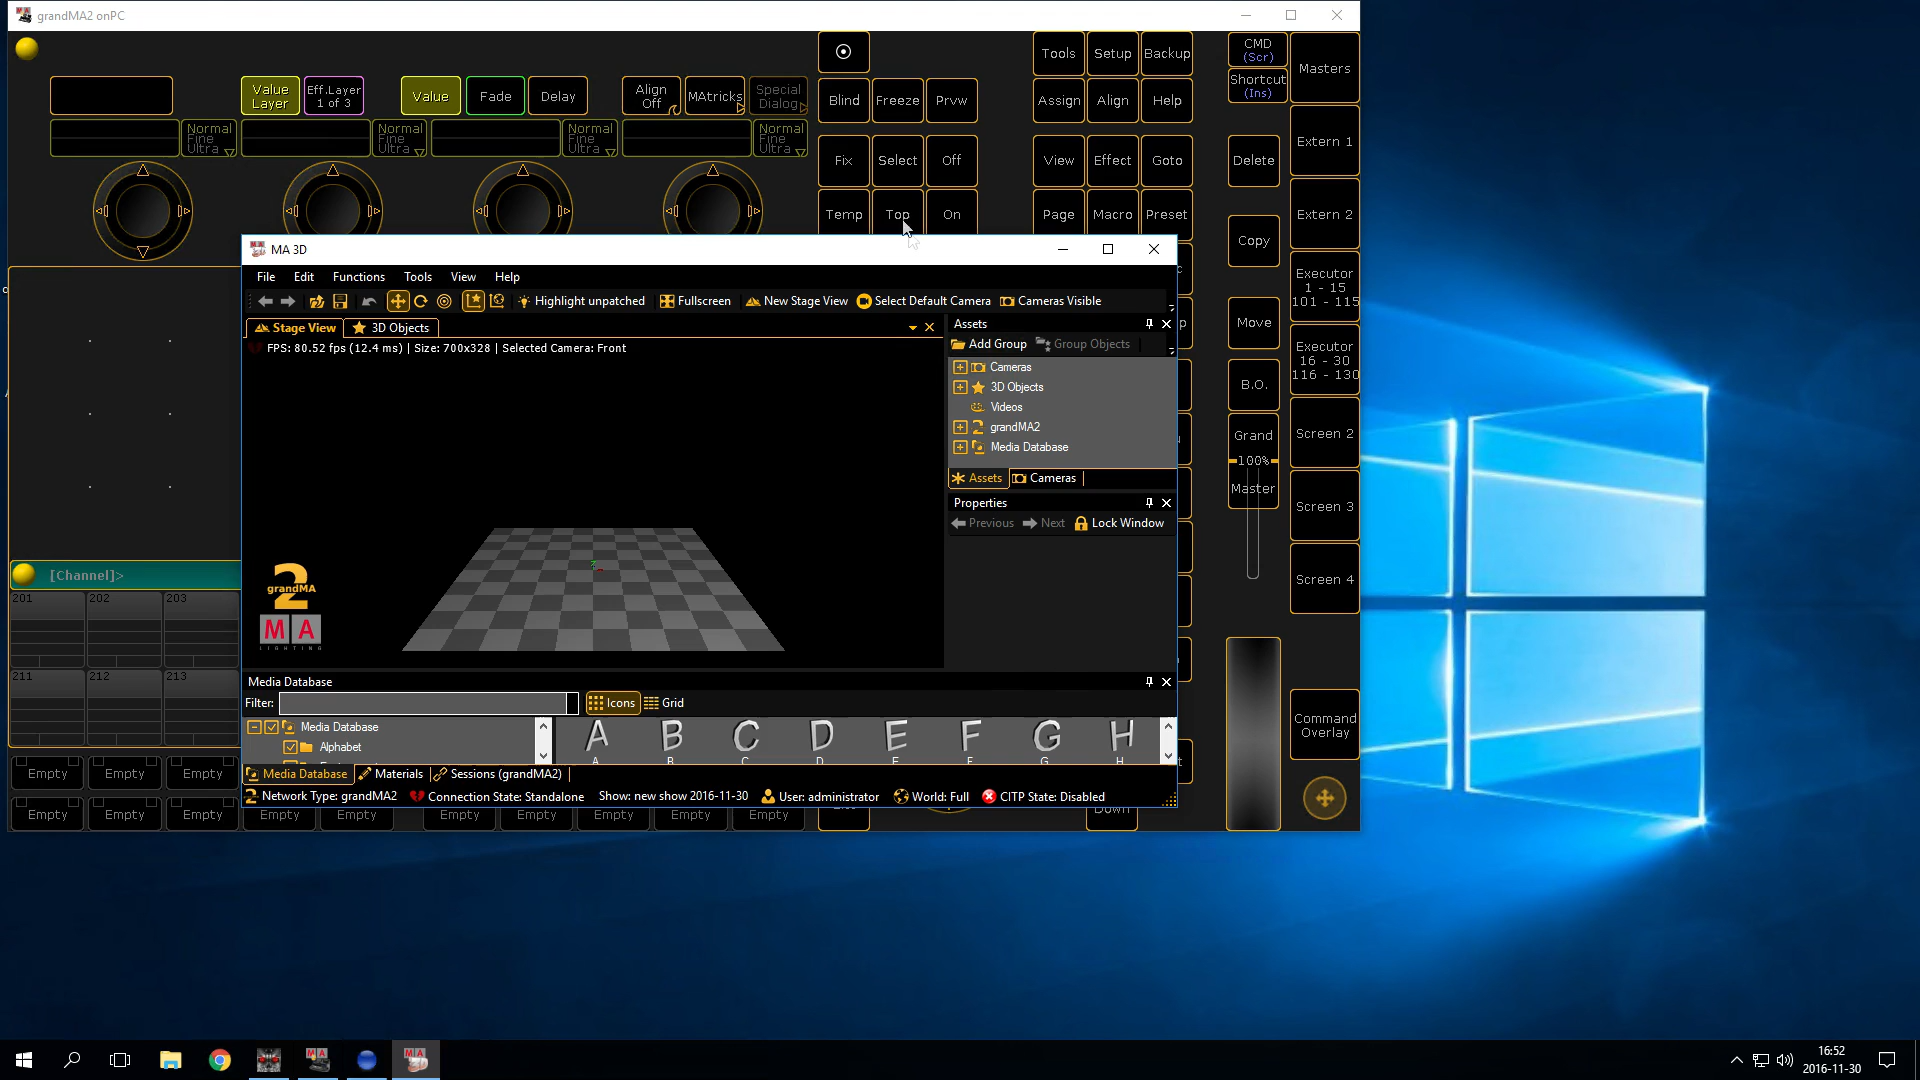 grandMA2 onPC
Value Layer
Eff.Layer 1 of 3
Value
Fade
Delay
Align Off
MAtricks
Special Dialog
Normal Fine Ultra
Normal Fine Ultra
Normal Fine Ultra
Normal Fine Ultra
Blind
Freeze
Prvw
Fix
Select
Off
Temp
Top
On
Tools
Setup
Backup
Assign
Align
Help
View
Effect
Goto
Page
Macro
Preset
CMD (Scr)
Shortcut (Ins)
Delete
Copy
Move
B.O.
Grand
100%
Master
Masters
Extern 1
Extern 2
Executor
1 - 15
101 - 115
Executor
16 - 30
116 - 130
Screen 2
Screen 3
Screen 4
Command Overlay
MA 3D
File Edit Functions Tools View Help
Highlight unpatched Fullscreen New Stage View Select Default Camera Cameras Visible
Stage View 3D Objects
FPS: 80.52 fps (12.4 ms) | Size: 700x328 | Selected Camera: Front
2
grandMA
MA
LIGHTING
Assets
Add Group Group Objects
Cameras
3D Objects
Videos
grandMA2
Media Database
Assets Cameras
Properties
Previous Next Lock Window
Media Database
Filter: Icons Grid
Media Database
Alphabet
A B C D E F G H
A B C D E F G H
Media Database Materials Sessions (grandMA2)
Network Type: grandMA2 Connection State: Standalone Show: new show 2016-11-30 User: administrator World: Full CITP State: Disabled
[Channel]>
201 202 203
211 212 213
Empty Empty Empty
Empty Empty Empty Empty Empty Empty Empty Empty Empty Empty
Down
16:52
2016-11-30